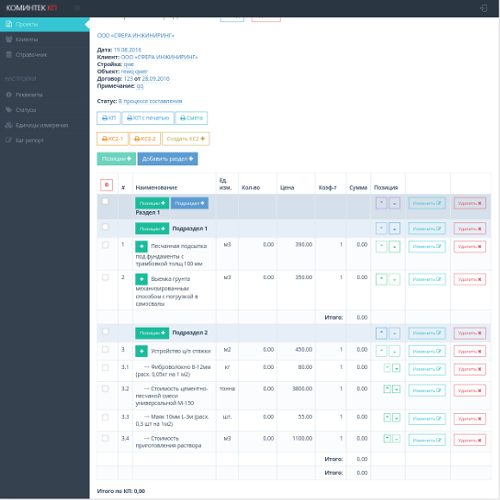 КОМИНТЕК КП
Проекты
Клиенты
Справочник
НАСТРОЙКИ
Реквизиты
Статусы
Единицы измерения
Баг репорт
ООО «СФЕРА ИНЖИНИРИНГ»
Дата: 19.08.2016
Клиент: ООО «СФЕРА ИНЖИНИРИНГ»
Стройка: qwe
Объект:
Договор: 123 от 28.09.2016
Примечание: qq
Статус: В процессе составления
КП КП с печатью Смета
КС2-1 КС2-2 Создать КС2 +
Позиция + Добавить раздел +
# Наименование Ед. изм. Кол-во Цена Коэф-т Сумма Позиция
Позиция + Подраздел +
Раздел 1
Изменить Удалить
Позиция + Подраздел 1 Изменить Удалить
1 + Песчанная подсыпка м3 0.00 390.00 1 0.00 Изменить Удалить
под фундаменты с
трамбовкой толщ.100 мм
2 + Выемка грунта м3 0.00 350.00 1 0.00 Изменить Удалить
механизированным
способом с погрузкой в
самосвалы
Итого: 0.00
Позиция + Подраздел 2 Изменить Удалить
3 + Устройство ц/п стяжки м2 0.00 450.00 1 0.00 Изменить Удалить
3.1 → Фиброволокно 8-12мм кг 0.00 80.00 1 0.00 Изменить Удалить
(расх. 0,05кг на 1 м2)
3.2 → Стоимость цементно- тонна 0.00 3800.00 1 0.00 Изменить Удалить
песчаной смеси
универсальной М-150
3.3 → Маяк 10мм L-3м (расх. шт. 0.00 55.00 1 0.00 Изменить Удалить
0,3 шт на 1м2)
3.4 → Стоимость м3 0.00 1100.00 1 0.00 Изменить Удалить
приготовления раствора
Итого: 0.00
Итого: 0.00
Итого по КП: 0,00